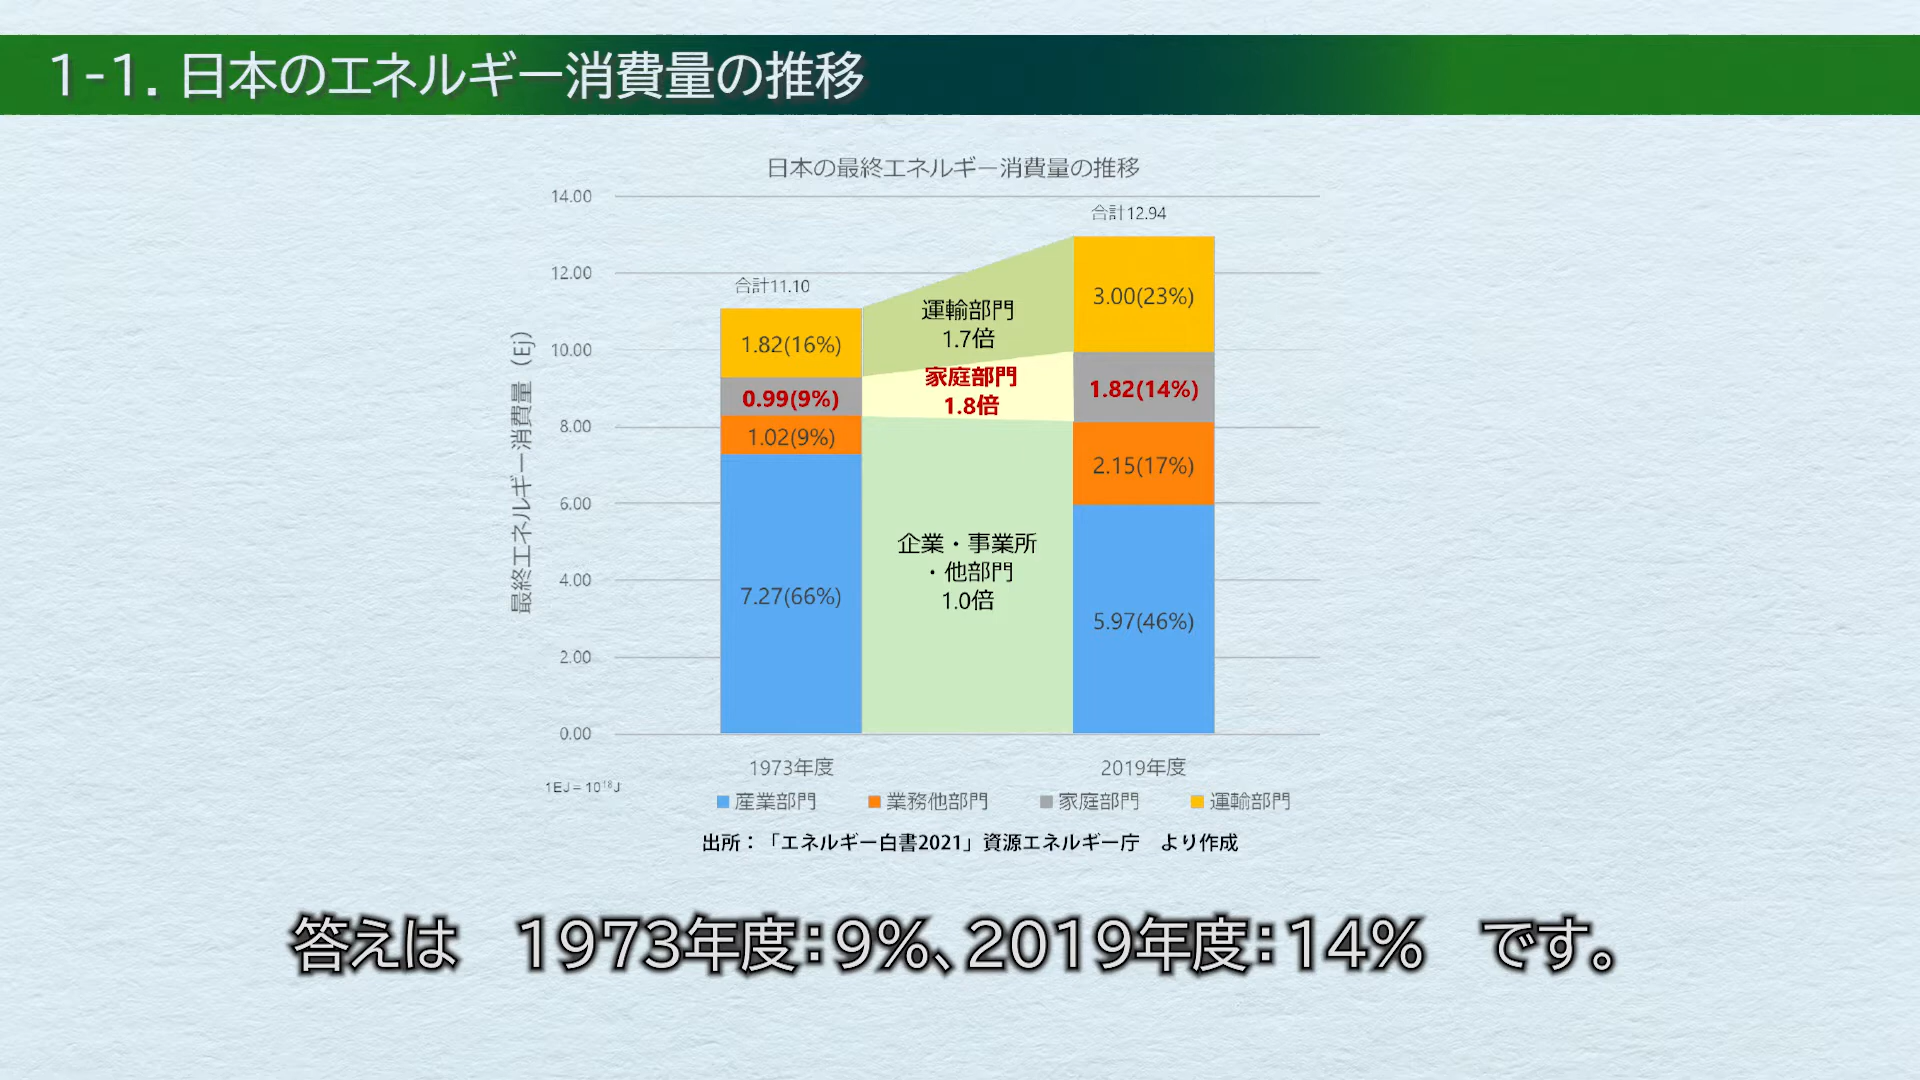 1-1. 日本のエネルギー消費量の推移
日本の最終エネルギー消費量の推移
最終エネルギー消費量（Ej）
14.00
12.00
10.00
8.00
6.00
4.00
2.00
0.00
合計11.10
1.82(16%)
0.99(9%)
1.02(9%)
7.27(66%)
運輸部門
1.7倍
家庭部門
1.8倍
企業・事業所
・他部門
1.0倍
合計12.94
3.00(23%)
1.82(14%)
2.15(17%)
5.97(46%)
1973年度
2019年度
1EJ＝10¹⁸J
産業部門
業務他部門
家庭部門
運輸部門
出所：「エネルギー白書2021」資源エネルギー庁　より作成
答えは　1973年度：9%、2019年度：14%　です。